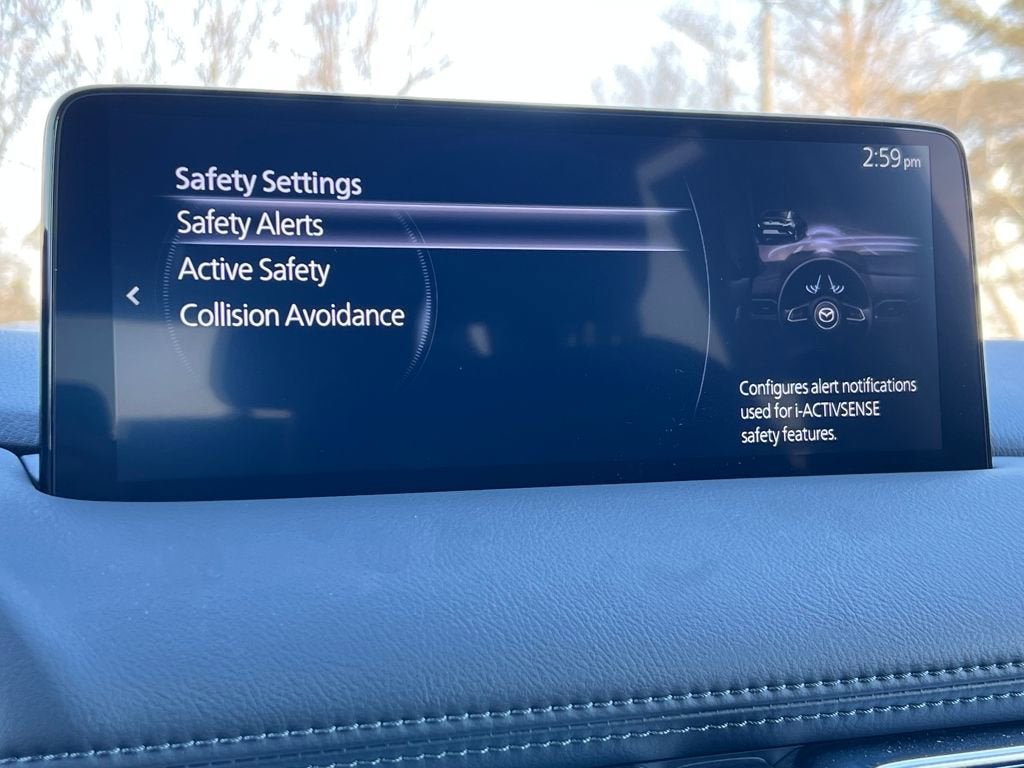 2:59 pm
Safety Settings
Safety Alerts
Active Safety
Collision Avoidance
Configures alert notifications
used for i-ACTIVSENSE
safety features.